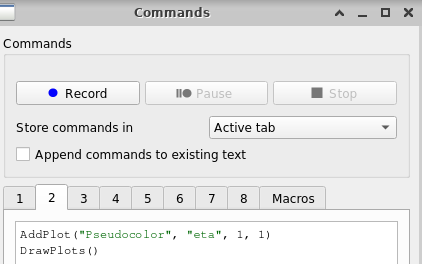 Commands
Commands
Record
Pause
Stop
Store commands in Active tab
Append commands to existing text
1 2 3 4 5 6 7 8 Macros
AddPlot("Pseudocolor", "eta", 1, 1)
DrawPlots()